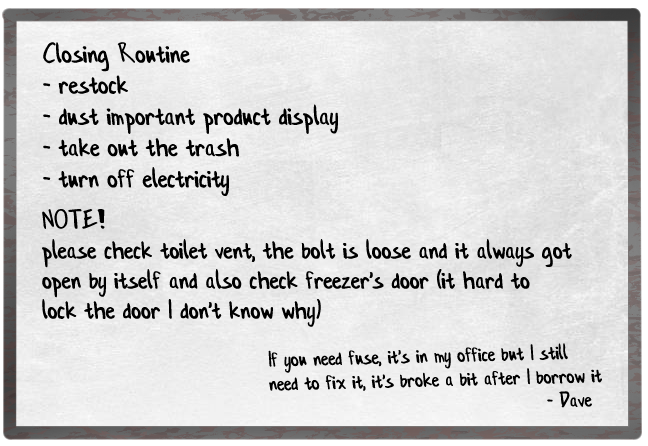 Closing Routine
- restock
- dust important product display
- take out the trash
- turn off electricity
NOTE!
please check toilet vent, the bolt is loose and it always got
open by itself and also check freezer's door (it hard to
lock the door I don't know why)
If you need fuse, it's in my office but I still
need to fix it, it's broke a bit after I borrow it
- Dave